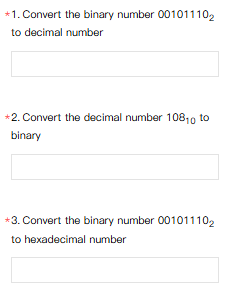 *1. Convert the binary number 00101110₂
to decimal number
*2. Convert the decimal number 108₁₀ to
binary
*3. Convert the binary number 00101110₂
to hexadecimal number